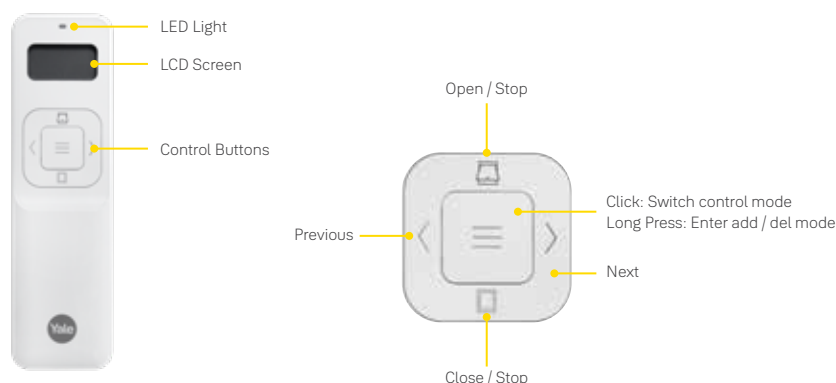 LED Light
LCD Screen
Control Buttons
Yale
Open / Stop
Previous
Click: Switch control mode
Long Press: Enter add / del mode
Next
Close / Stop